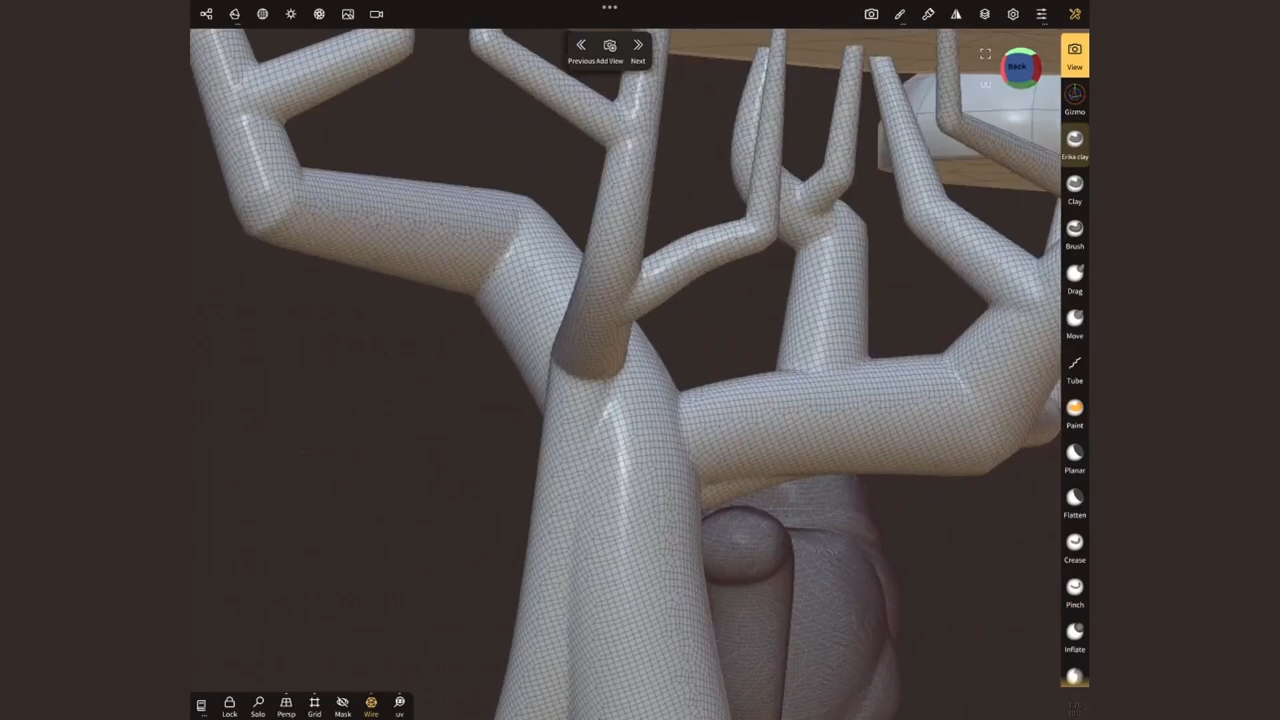 Previous Add View Next
Back
View
Gizmo
Erika clay
Clay
Brush
Drag
Move
Tube
Paint
Planar
Flatten
Crease
Pinch
Inflate
Lock Solo Persp Grid Mask Wire uv